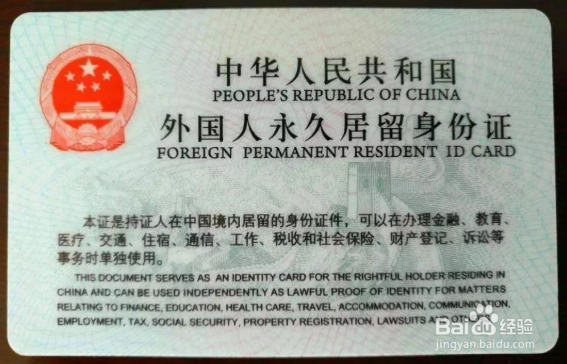 中华人民共和国
PEOPLE'S REPUBLIC OF CHINA
外国人永久居留身份证
FOREIGN PERMANENT RESIDENT ID CARD
本证是持证人在中国境内居留的身份证件，可以在办理金融、教育、
医疗、交通、住宿、通信、工作、税收和社会保险、财产登记、诉讼等
事务时单独使用。
THIS DOCUMENT SERVES AS AN IDENTITY CARD FOR THE RIGHTFUL HOLDER RESIDING IN
CHINA AND CAN BE USED INDEPENDENTLY AS LAWFUL PROOF OF IDENTITY FOR MATTERS
RELATING TO FINANCE, EDUCATION, HEALTH CARE, TRAVEL, ACCOMMODATION, COMMUNICATION,
EMPLOYMENT, TAX, SOCIAL SECURITY, PROPERTY REGISTRATION, LAWSUITS AND
Baidu经验
jingyan.baidu.com